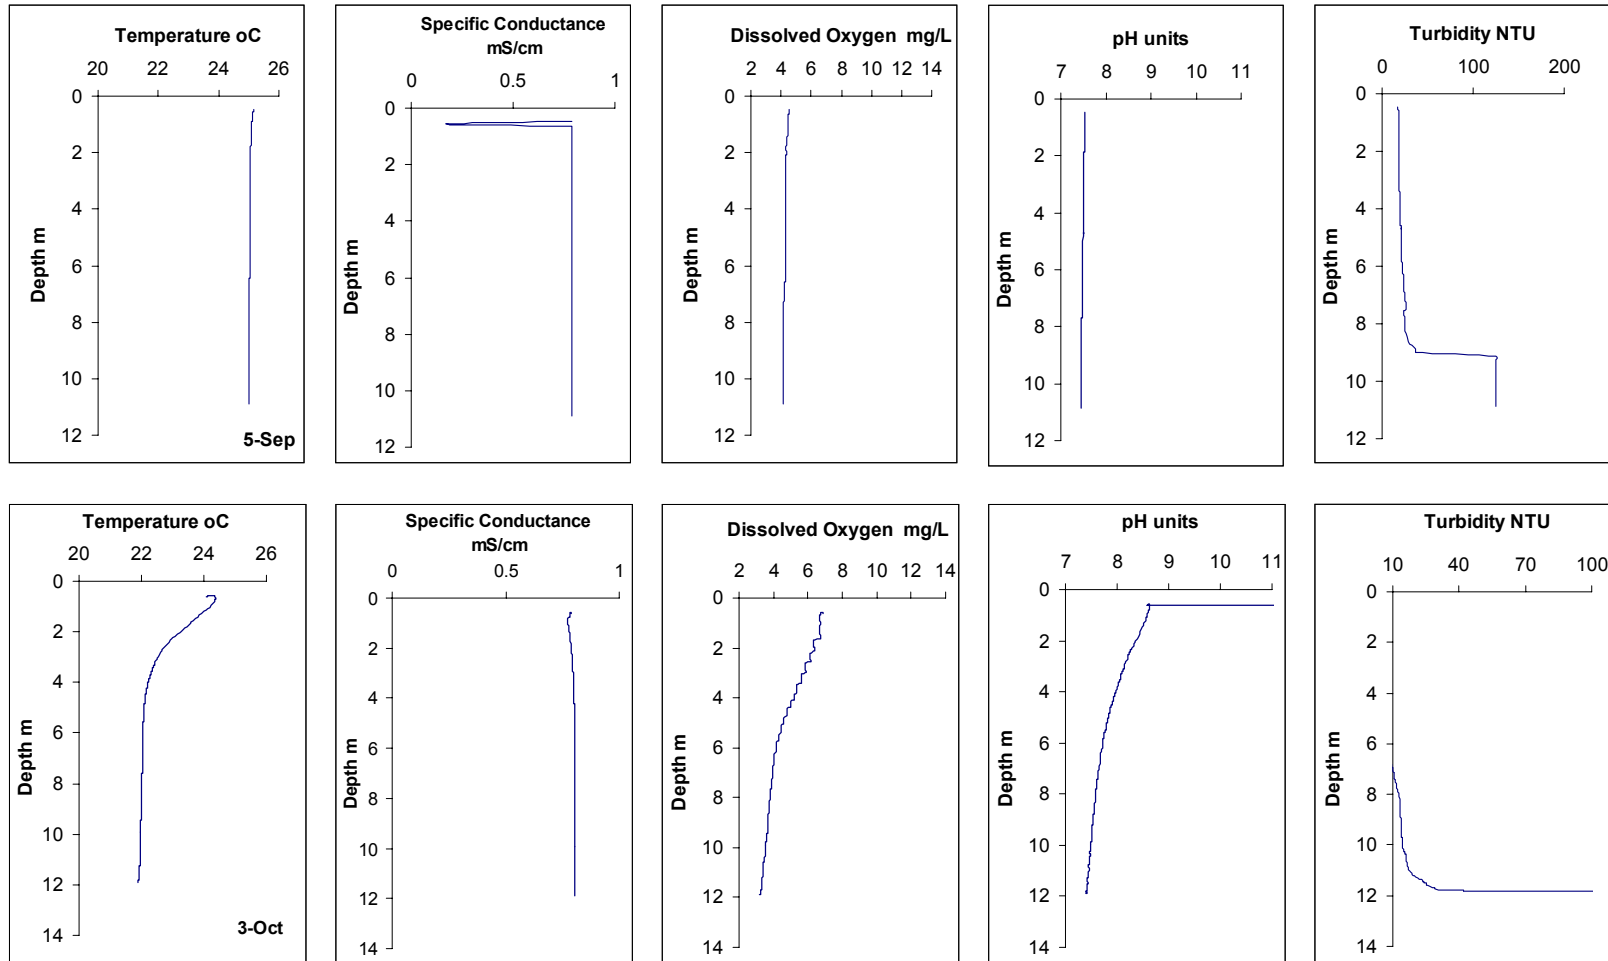 Temperature oC
20 22 24 26
0
2
4
6
8
10
12
Depth m
5-Sep
Specific Conductance
mS/cm
0 0.5 1
0
2
4
6
8
10
12
Depth m
Dissolved Oxygen mg/L
2 4 6 8 10 12 14
0
2
4
6
8
10
12
Depth m
pH units
7 8 9 10 11
0
2
4
6
8
10
12
Depth m
Turbidity NTU
0 100 200
0
2
4
6
8
10
12
Depth m
Temperature oC
20 22 24 26
0
2
4
6
8
10
12
14
Depth m
3-Oct
Specific Conductance
mS/cm
0 0.5 1
0
2
4
6
8
10
12
14
Depth m
Dissolved Oxygen mg/L
2 4 6 8 10 12 14
0
2
4
6
8
10
12
14
Depth m
pH units
7 8 9 10 11
0
2
4
6
8
10
12
14
Depth m
Turbidity NTU
10 40 70 100
0
2
4
6
8
10
12
14
Depth m